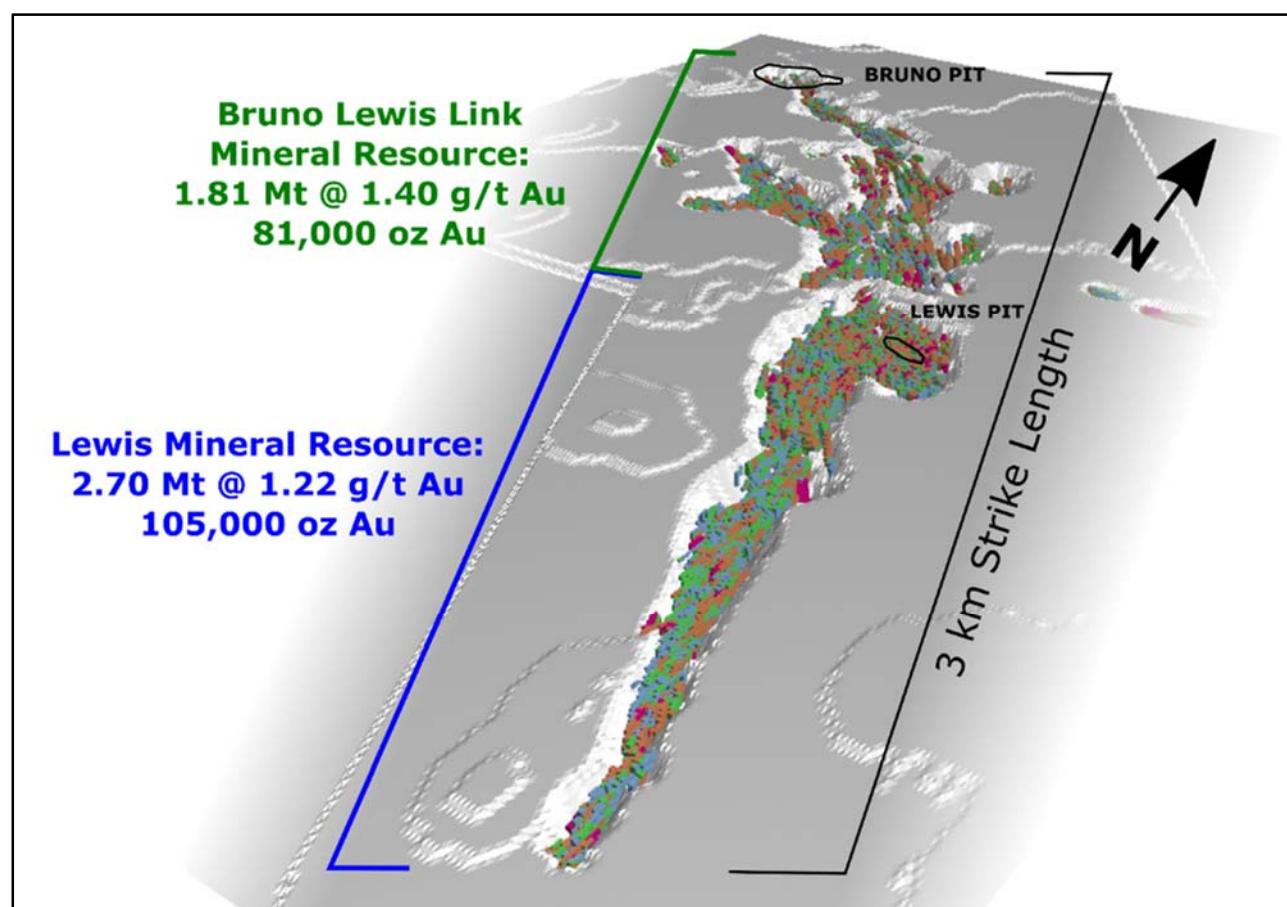 BRUNO PIT
Bruno Lewis Link
Mineral Resource:
1.81 Mt @ 1.40 g/t Au
81,000 oz Au
N
LEWIS PIT
Lewis Mineral Resource:
2.70 Mt @ 1.22 g/t Au
105,000 oz Au
3 km Strike Length